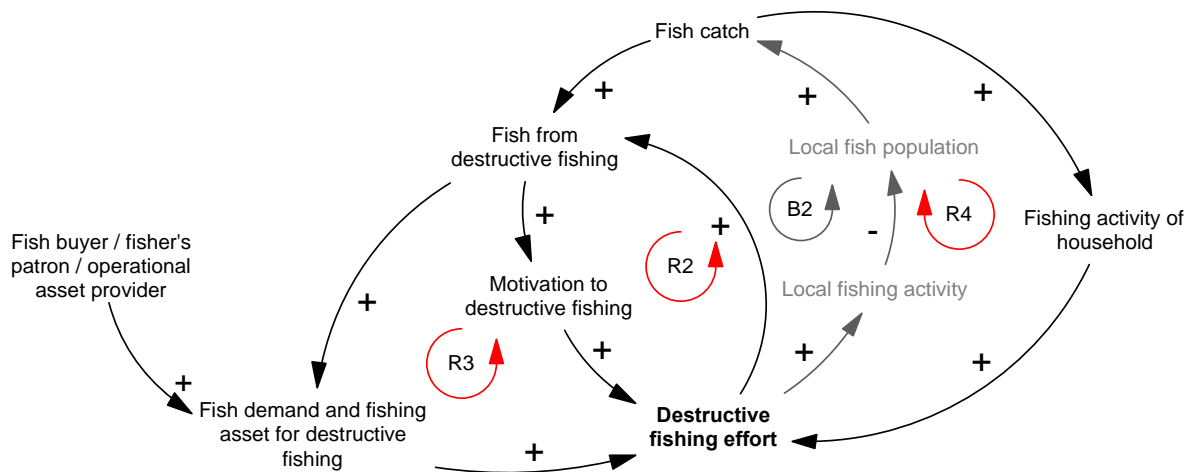 Fish catch
+
+
+
Fish from
destructive fishing
Local fish population
B2
R4
Fishing activity of
household
+
+
-
R2
Fish buyer / fisher's
patron / operational
asset provider
Motivation to
destructive fishing
Local fishing activity
+
R3
+
+
+
+
Fish demand and fishing
asset for destructive
fishing
Destructive
fishing effort
+